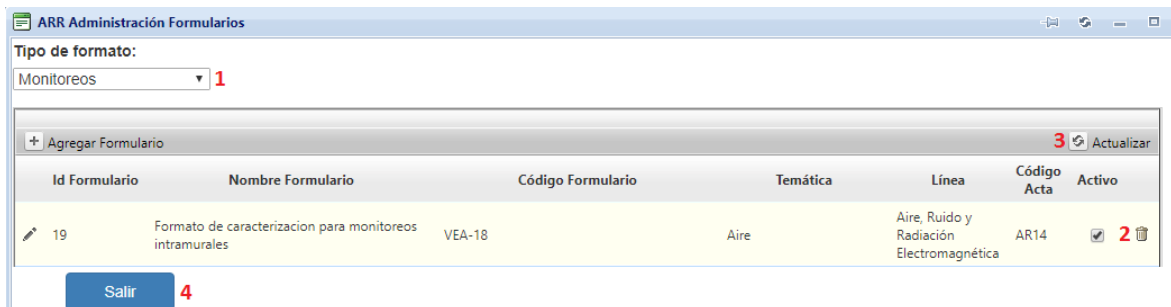 ARR Administración Formularios
Tipo de formato:
Monitoreos 1
+ Agregar Formulario 3 Actualizar
Id Formulario Nombre Formulario Código Formulario Temática Línea Código Acta Activo
19 Formato de caracterizacion para monitoreos intramurales VEA-18 Aire Aire, Ruido y Radiación Electromagnética AR14 2
Salir 4